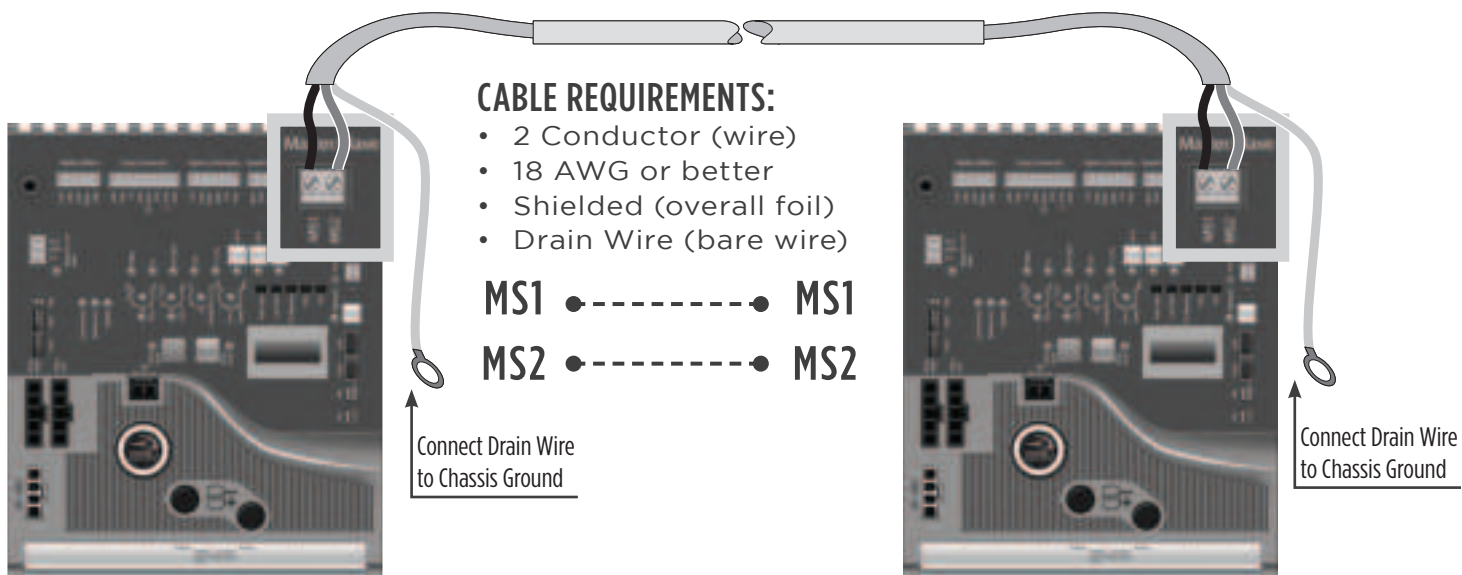 CABLE REQUIREMENTS:
• 2 Conductor (wire)
• 18 AWG or better
• Shielded (overall foil)
• Drain Wire (bare wire)
MS1 MS1
MS2 MS2
Connect Drain Wire
to Chassis Ground
Connect Drain Wire
to Chassis Ground